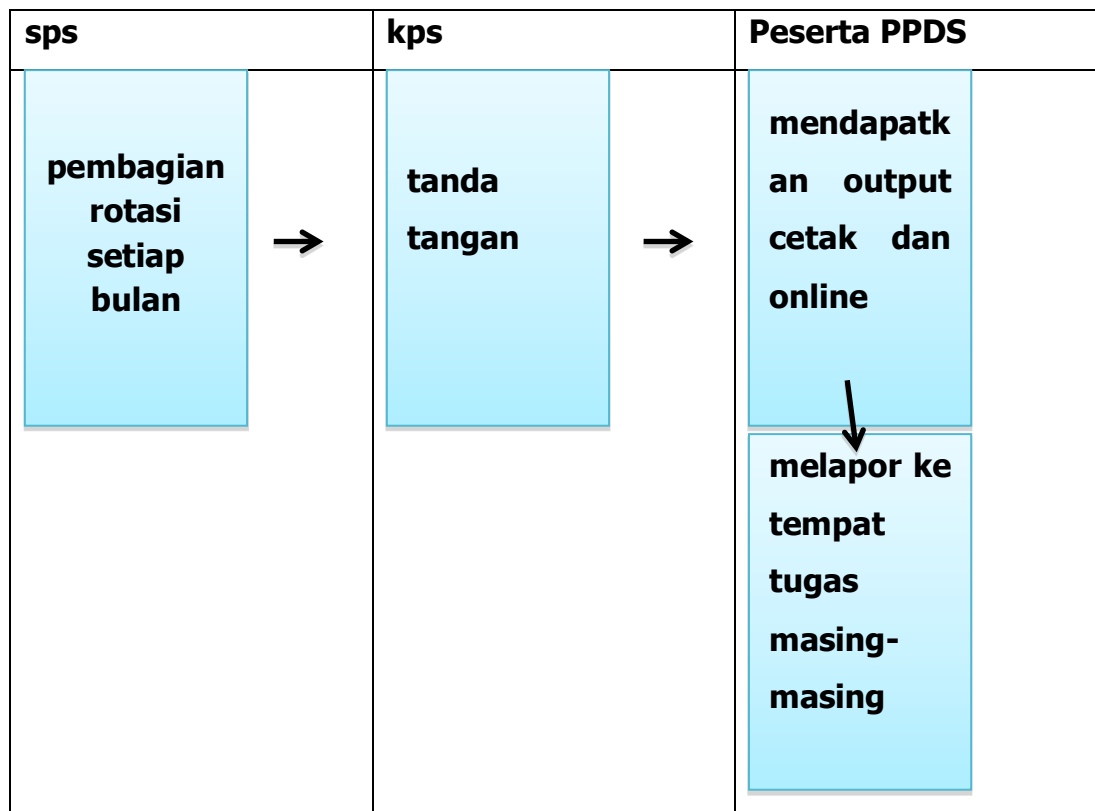 sps
kps
Peserta PPDS
pembagian
rotasi
setiap
bulan
tanda
tangan
mendapatk
an output
cetak dan
online
melapor ke
tempat
tugas
masing-
masing